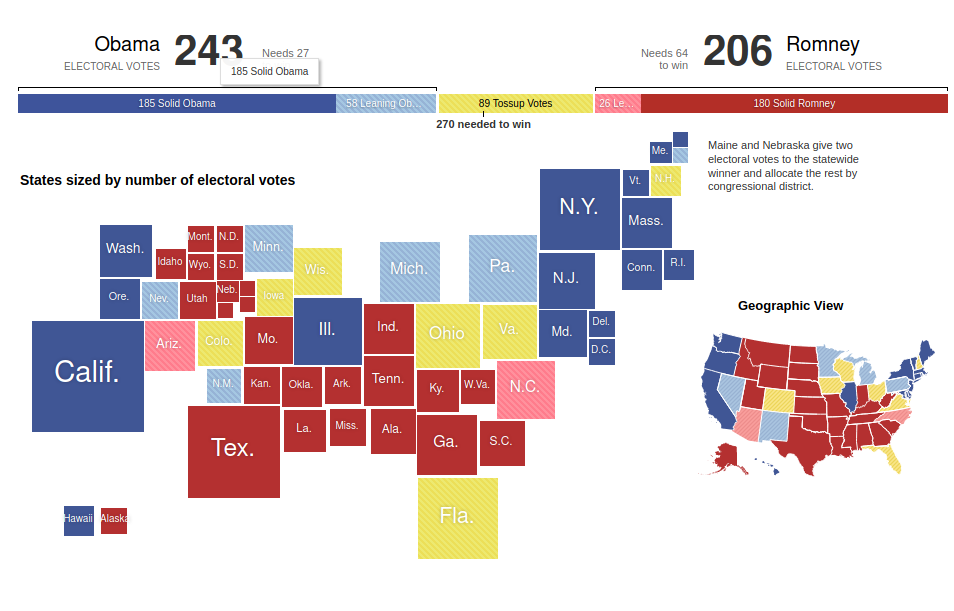 Obama 243 Needs 27
ELECTORAL VOTES
185 Solid Obama
Needs 64
to win
206 Romney
ELECTORAL VOTES
185 Solid Obama
58 Leaning Ob...
89 Tossup Votes
26 Le...
180 Solid Romney
270 needed to win
Maine and Nebraska give two
electoral votes to the statewide
winner and allocate the rest by
congressional district.
States sized by number of electoral votes
Me.
Vt.
N.H.
N.Y.
Mass.
Wash.
Mont.
N.D.
Minn.
Idaho
Wyo.
S.D.
Wis.
Mich.
Pa.
N.J.
Conn.
R.I.
Ore.
Nev.
Utah
Neb.
Iowa
Geographic View
Calif.
Ariz.
Colo.
Mo.
Ill.
Ind.
Ohio
Va.
Md.
Del.
D.C.
N.M.
Kan.
Okla.
Ark.
Tenn.
Ky.
W.Va.
N.C.
Tex.
La.
Miss.
Ala.
Ga.
S.C.
Fla.
Hawaii
Alaska